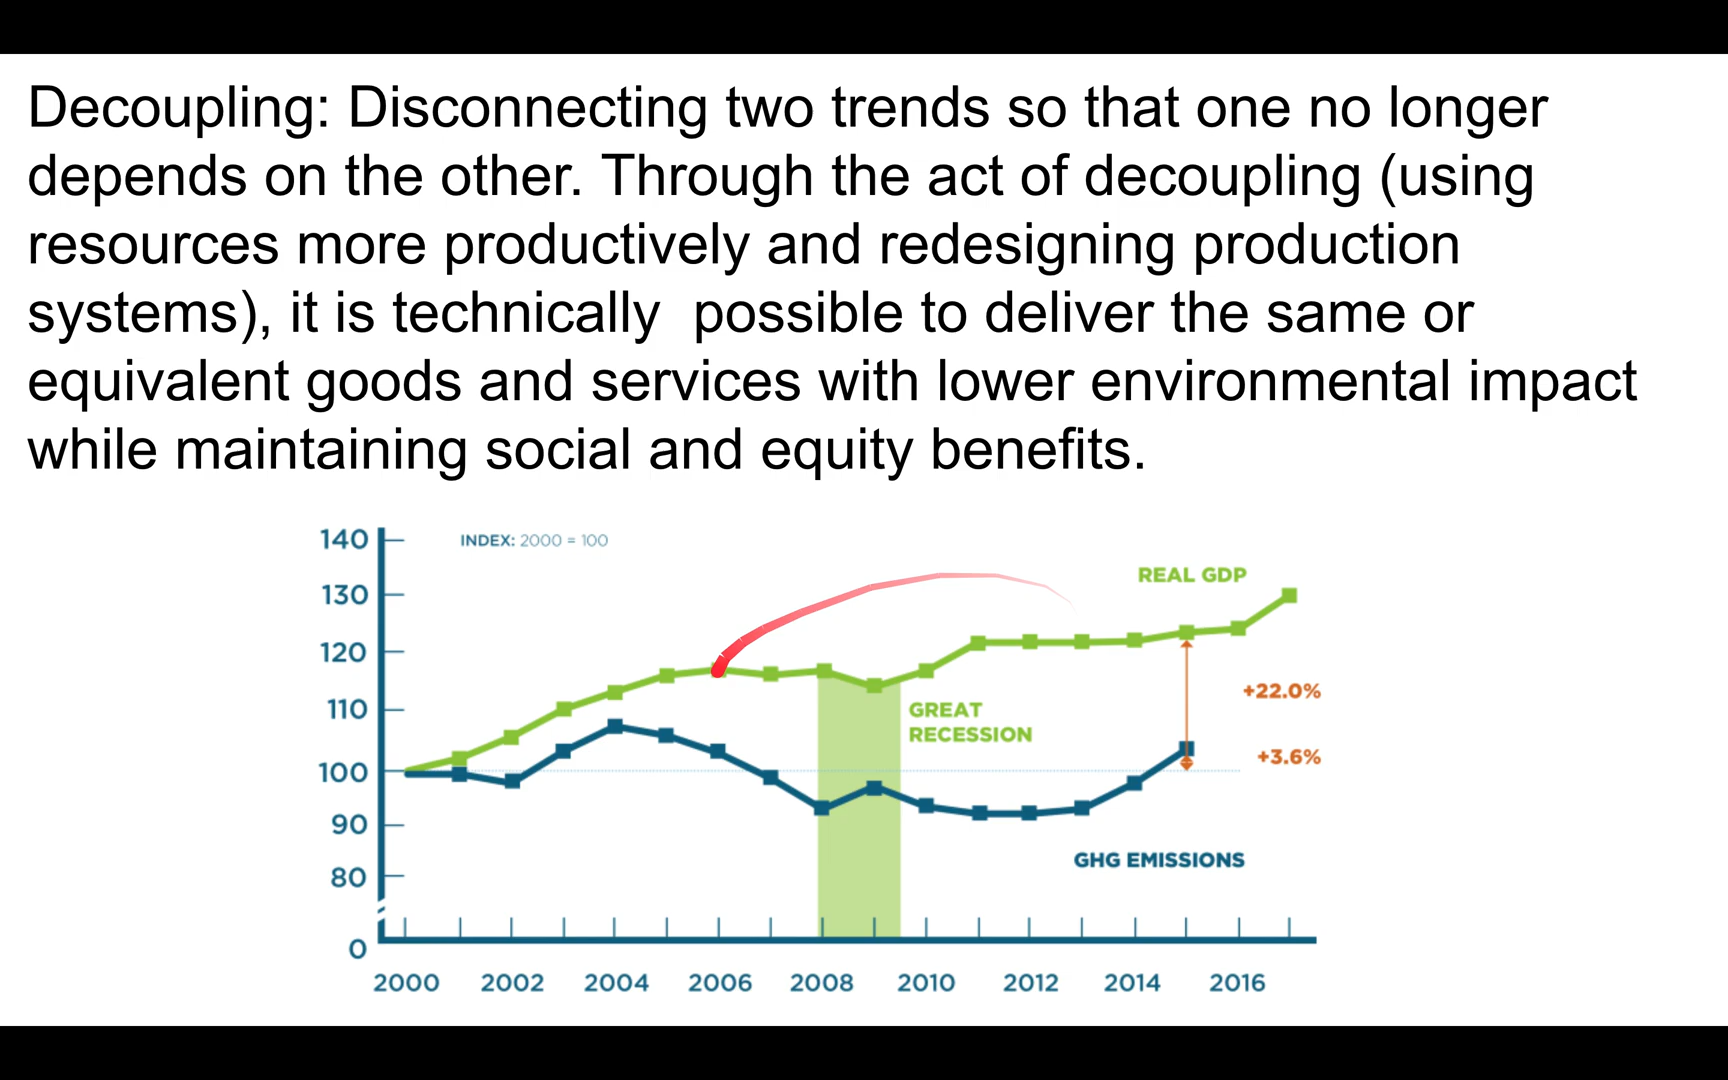 Decoupling: Disconnecting two trends so that one no longer
depends on the other. Through the act of decoupling (using
resources more productively and redesigning production
systems), it is technically  possible to deliver the same or
equivalent goods and services with lower environmental impact
while maintaining social and equity benefits.
140
INDEX: 2000 = 100
130
REAL GDP
120
+22.0%
110
GREAT
RECESSION
+3.6%
100
90
GHG EMISSIONS
80
0
2000 2002 2004 2006 2008 2010 2012 2014 2016